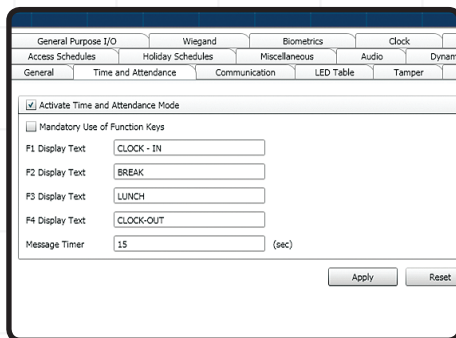 General Purpose I/O Wiegand Biometrics Clock
Access Schedules Holiday Schedules Miscellaneous Audio
General Time and Attendance Communication LED Table Tamper
Activate Time and Attendance Mode
Mandatory Use of Function Keys
F1 Display Text CLOCK - IN
F2 Display Text BREAK
F3 Display Text LUNCH
F4 Display Text CLOCK-OUT
Message Timer 15 (sec)
Apply Reset